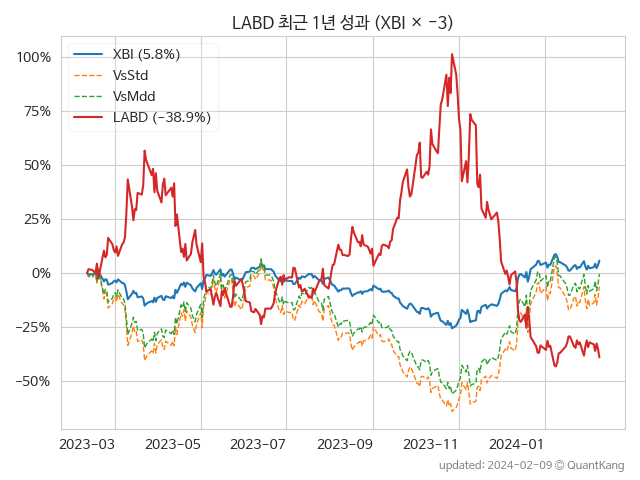 LABD 최근 1년 성과 (XBI × −3)
XBI (5.8%)
VsStd
VsMdd
LABD (−38.9%)
100%
75%
50%
25%
0%
−25%
−50%
2023−03 2023−05 2023−07 2023−09 2023−11 2024−01
updated: 2024−02−09 ⓒ QuantKang